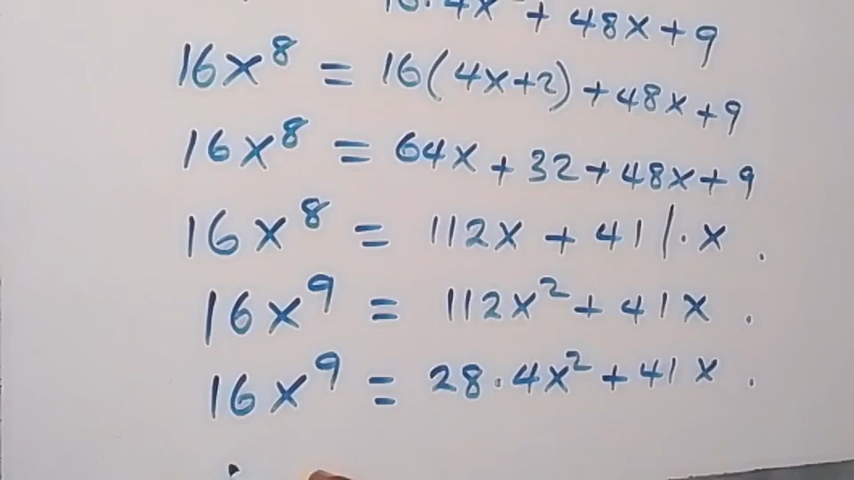 16·4x² + 48x + 9
16x⁸ = 16(4x+2) + 48x + 9
16x⁸ = 64x + 32 + 48x + 9
16x⁸ = 112x + 41 /·x .
16x⁹ = 112x² + 41x .
16x⁹ = 28·4x² + 41x .